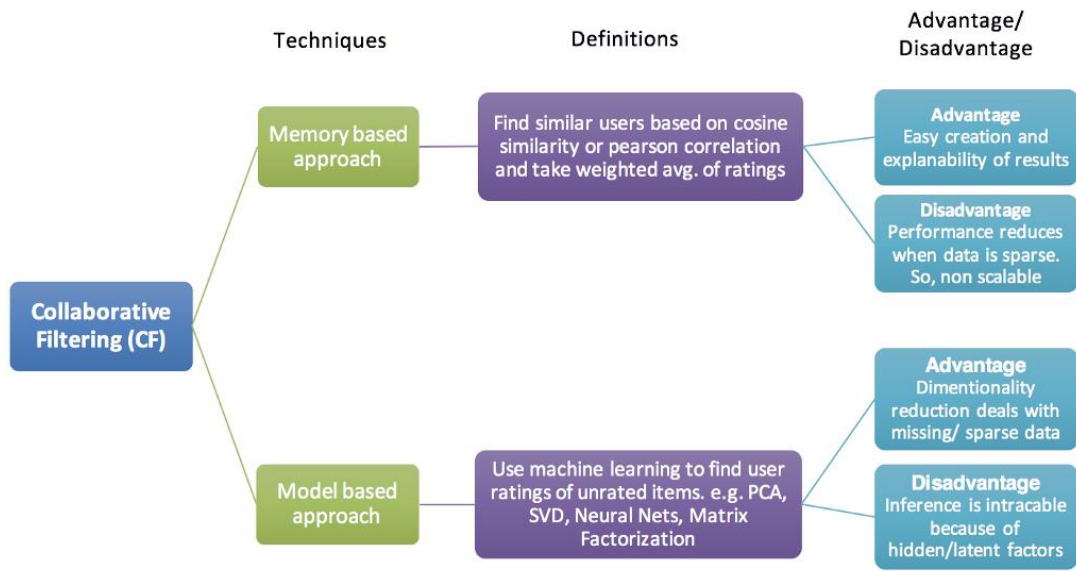 Techniques
Definitions
Advantage/
Disadvantage
Memory based
approach
Find similar users based on cosine
similarity or pearson correlation
and take weighted avg. of ratings
Advantage
Easy creation and
explanability of results
Disadvantage
Performance reduces
when data is sparse.
So, non scalable
Collaborative
Filtering (CF)
Model based
approach
Use machine learning to find user
ratings of unrated items. e.g. PCA,
SVD, Neural Nets, Matrix
Factorization
Advantage
Dimentionality
reduction deals with
missing/ sparse data
Disadvantage
Inference is intracable
because of
hidden/latent factors